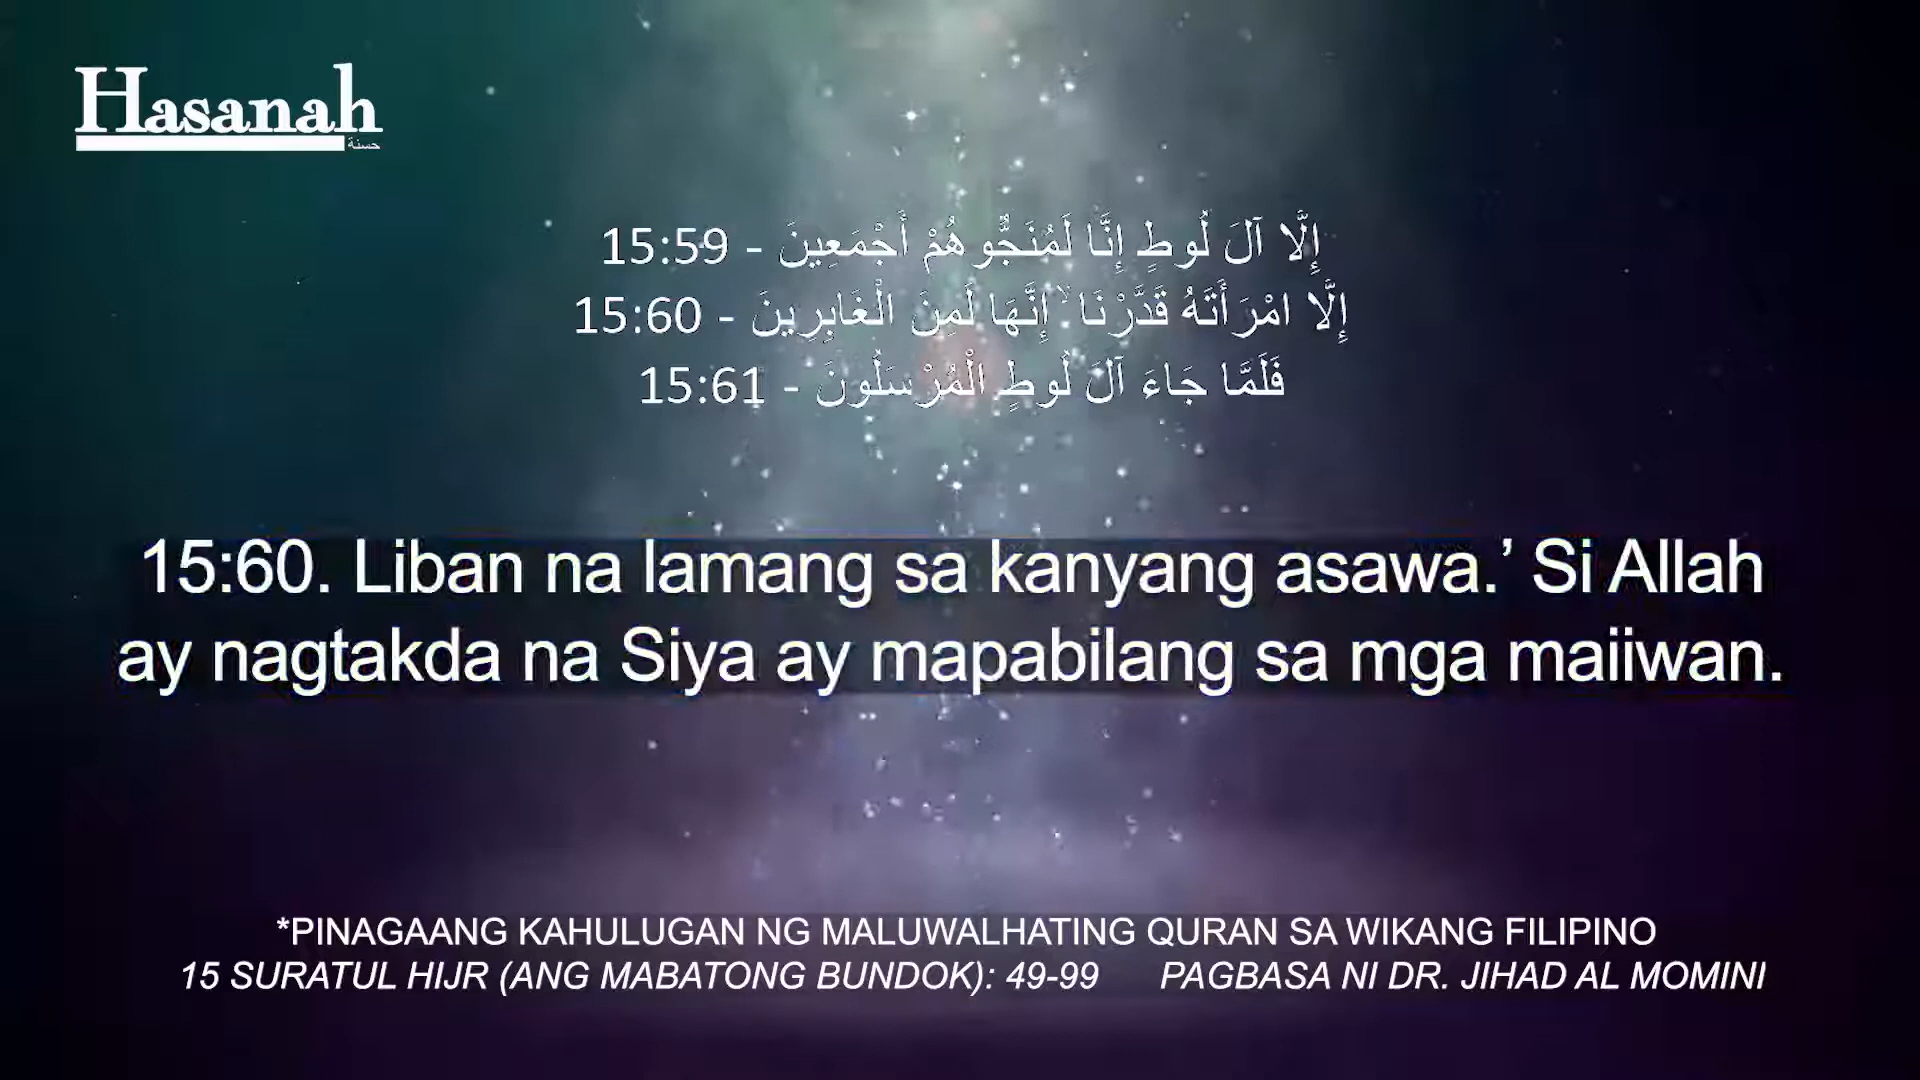 Hasanah
حسنة
إِلَّا آلَ لُوطٍ إِنَّا لَمُنَجُّوهُمْ أَجْمَعِينَ - 15:59
إِلَّا امْرَأَتَهُ قَدَّرْنَا ۙ إِنَّهَا لَمِنَ الْغَابِرِينَ - 15:60
فَلَمَّا جَاءَ آلَ لُوطٍ الْمُرْسَلُونَ - 15:61
15:60. Liban na lamang sa kanyang asawa.’ Si Allah
ay nagtakda na Siya ay mapabilang sa mga maiiwan.
*PINAGAANG KAHULUGAN NG MALUWALHATING QURAN SA WIKANG FILIPINO
15 SURATUL HIJR (ANG MABATONG BUNDOK): 49-99 PAGBASA NI DR. JIHAD AL MOMINI